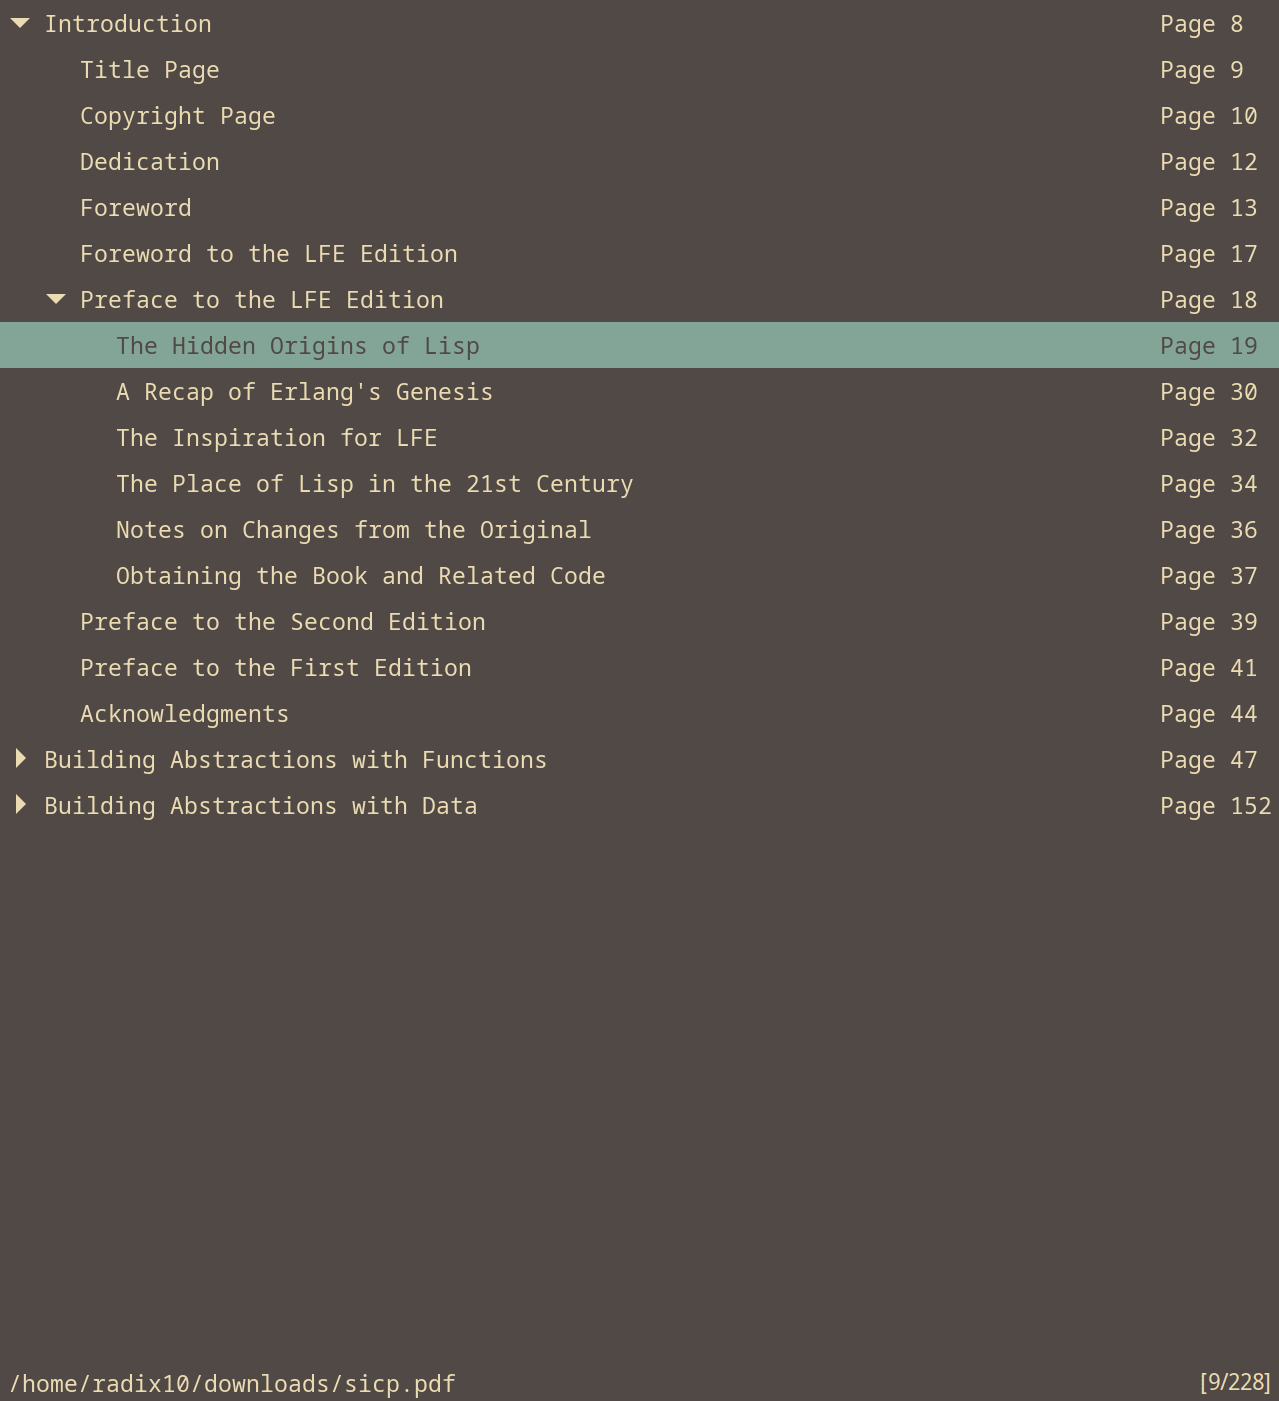 Introduction Page 8
Title Page Page 9
Copyright Page Page 10
Dedication Page 12
Foreword Page 13
Foreword to the LFE Edition Page 17
Preface to the LFE Edition Page 18
The Hidden Origins of Lisp Page 19
A Recap of Erlang's Genesis Page 30
The Inspiration for LFE Page 32
The Place of Lisp in the 21st Century Page 34
Notes on Changes from the Original Page 36
Obtaining the Book and Related Code Page 37
Preface to the Second Edition Page 39
Preface to the First Edition Page 41
Acknowledgments Page 44
Building Abstractions with Functions Page 47
Building Abstractions with Data Page 152
/home/radix10/downloads/sicp.pdf [9/228]